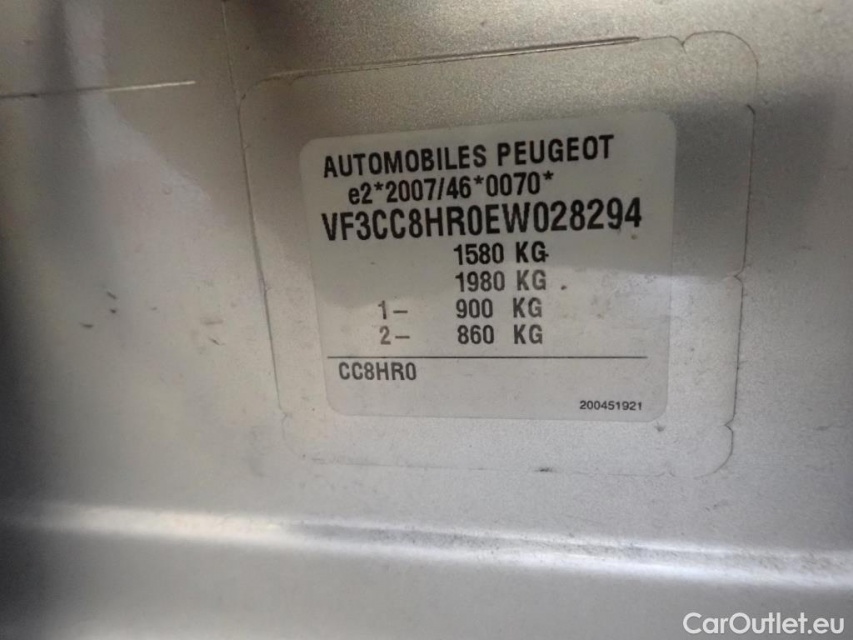 AUTOMOBILES PEUGEOT
e2*2007/46*0070*
VF3CC8HR0EW028294
1580 KG
1980 KG
1- 900 KG
2- 860 KG
CC8HR0
200451921
CarOutlet.eu